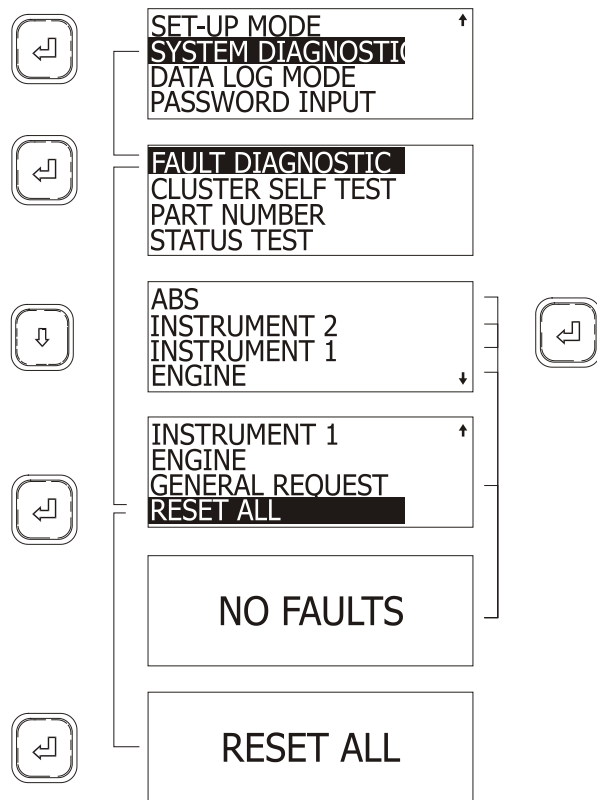 SET-UP MODE
SYSTEM DIAGNOSTIC
DATA LOG MODE
PASSWORD INPUT
FAULT DIAGNOSTIC
CLUSTER SELF TEST
PART NUMBER
STATUS TEST
ABS
INSTRUMENT 2
INSTRUMENT 1
ENGINE
INSTRUMENT 1
ENGINE
GENERAL REQUEST
RESET ALL
NO FAULTS
RESET ALL